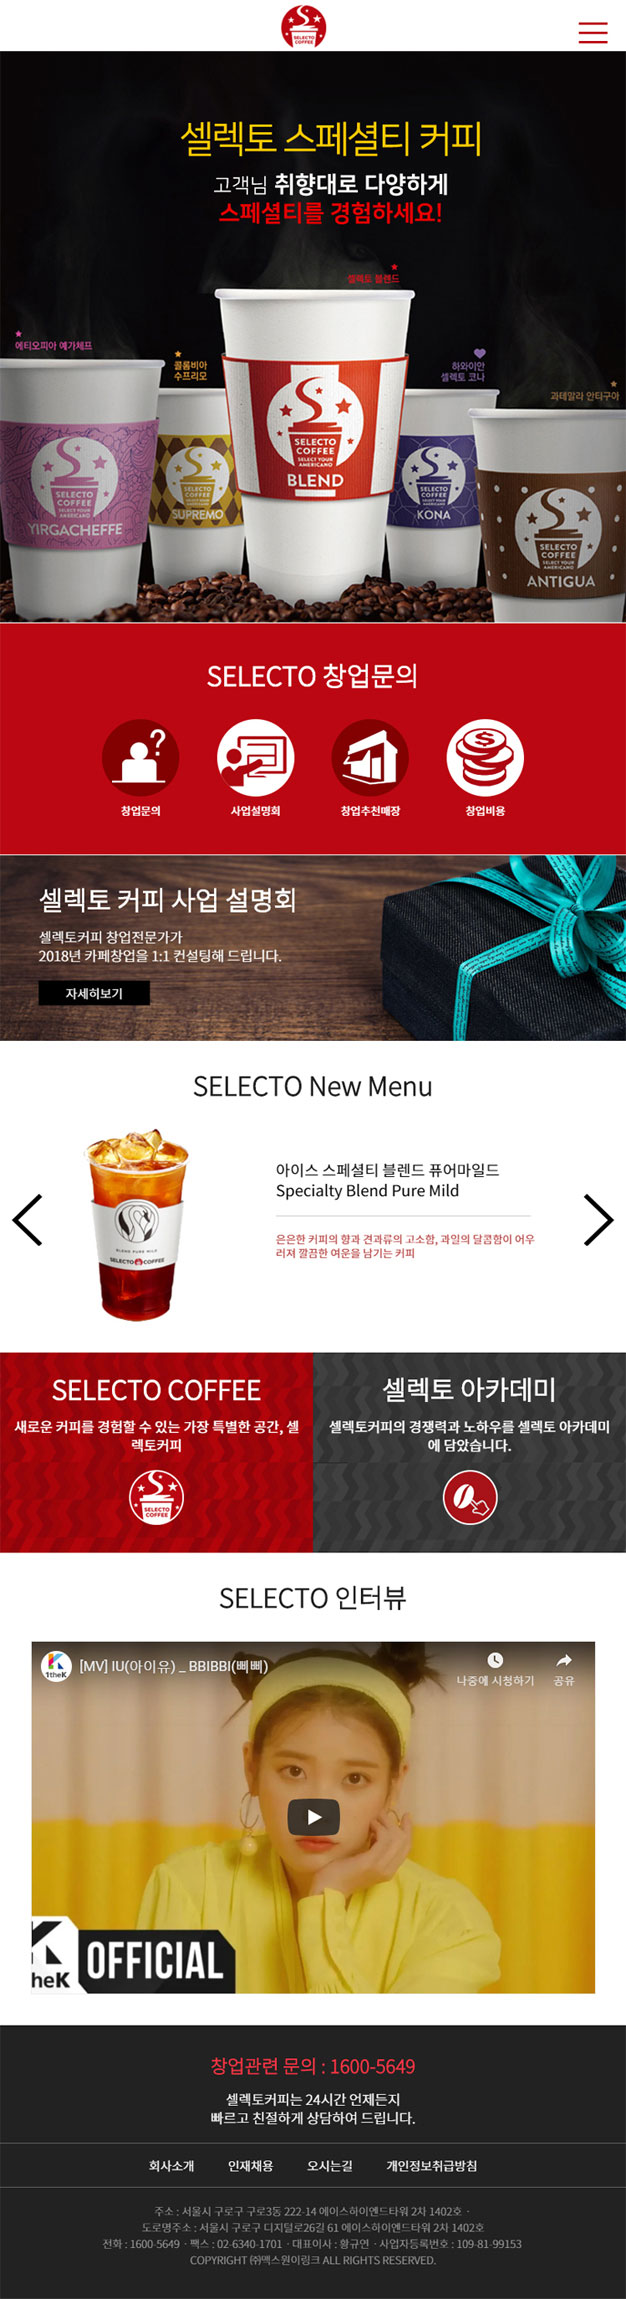 SELECTO
COFFEE
셀렉토 스페셜티 커피
고객님 취향대로 다양하게
스페셜티를 경험하세요!
셀렉토 블렌드
에티오피아 예가체프
콜롬비아
수프리모
하와이안
셀렉토 코나
과테말라 안티구아
SELECTO
COFFEE
SELECT YOUR
AMERICANO
BLEND
SELECTO
COFFEE
SELECT YOUR
AMERICANO
YIRGACHEFFE
SELECTO
COFFEE
SELECT YOUR
AMERICANO
SUPREMO
SELECTO
COFFEE
SELECT YOUR
AMERICANO
KONA
SELECTO
COFFEE
SELECT YOUR
AMERICANO
ANTIGUA
SELECTO 창업문의
창업문의 사업설명회 창업추천매장 창업비용
셀렉토 커피 사업 설명회
셀렉토커피 창업전문가가
2018년 카페창업을 1:1 컨설팅해 드립니다.
자세히보기
SELECTO New Menu
아이스 스페셜티 블렌드 퓨어마일드
Specialty Blend Pure Mild
은은한 커피의 향과 견과류의 고소함, 과일의 달콤함이 어우
러져 깔끔한 여운을 남기는 커피
BLEND PURE MILD
SELECTO COFFEE
SELECTO COFFEE
새로운 커피를 경험할 수 있는 가장 특별한 공간, 셀
렉토커피
SELECTO
COFFEE
셀렉토 아카데미
셀렉토커피의 경쟁력과 노하우를 셀렉토 아카데미
에 담았습니다.
SELECTO 인터뷰
1theK
[MV] IU(아이유) _ BBIBBI(삐삐)
나중에 시청하기 공유
K
theK
OFFICIAL
창업관련 문의 : 1600-5649
셀렉토커피는 24시간 언제든지
빠르고 친절하게 상담하여 드립니다.
회사소개 인재채용 오시는길 개인정보취급방침
주소 : 서울시 구로구 구로3동 222-14 에이스하이엔드타워 2차 1402호 ·
도로명주소 : 서울시 구로구 디지털로26길 61 에이스하이엔드타워 2차 1402호
전화 : 1600-5649 · 팩스 : 02-6340-1701 · 대표이사 : 황규연 · 사업자등록번호 : 109-81-99153
COPYRIGHT ㈜맥스원이링크 ALL RIGHTS RESERVED.